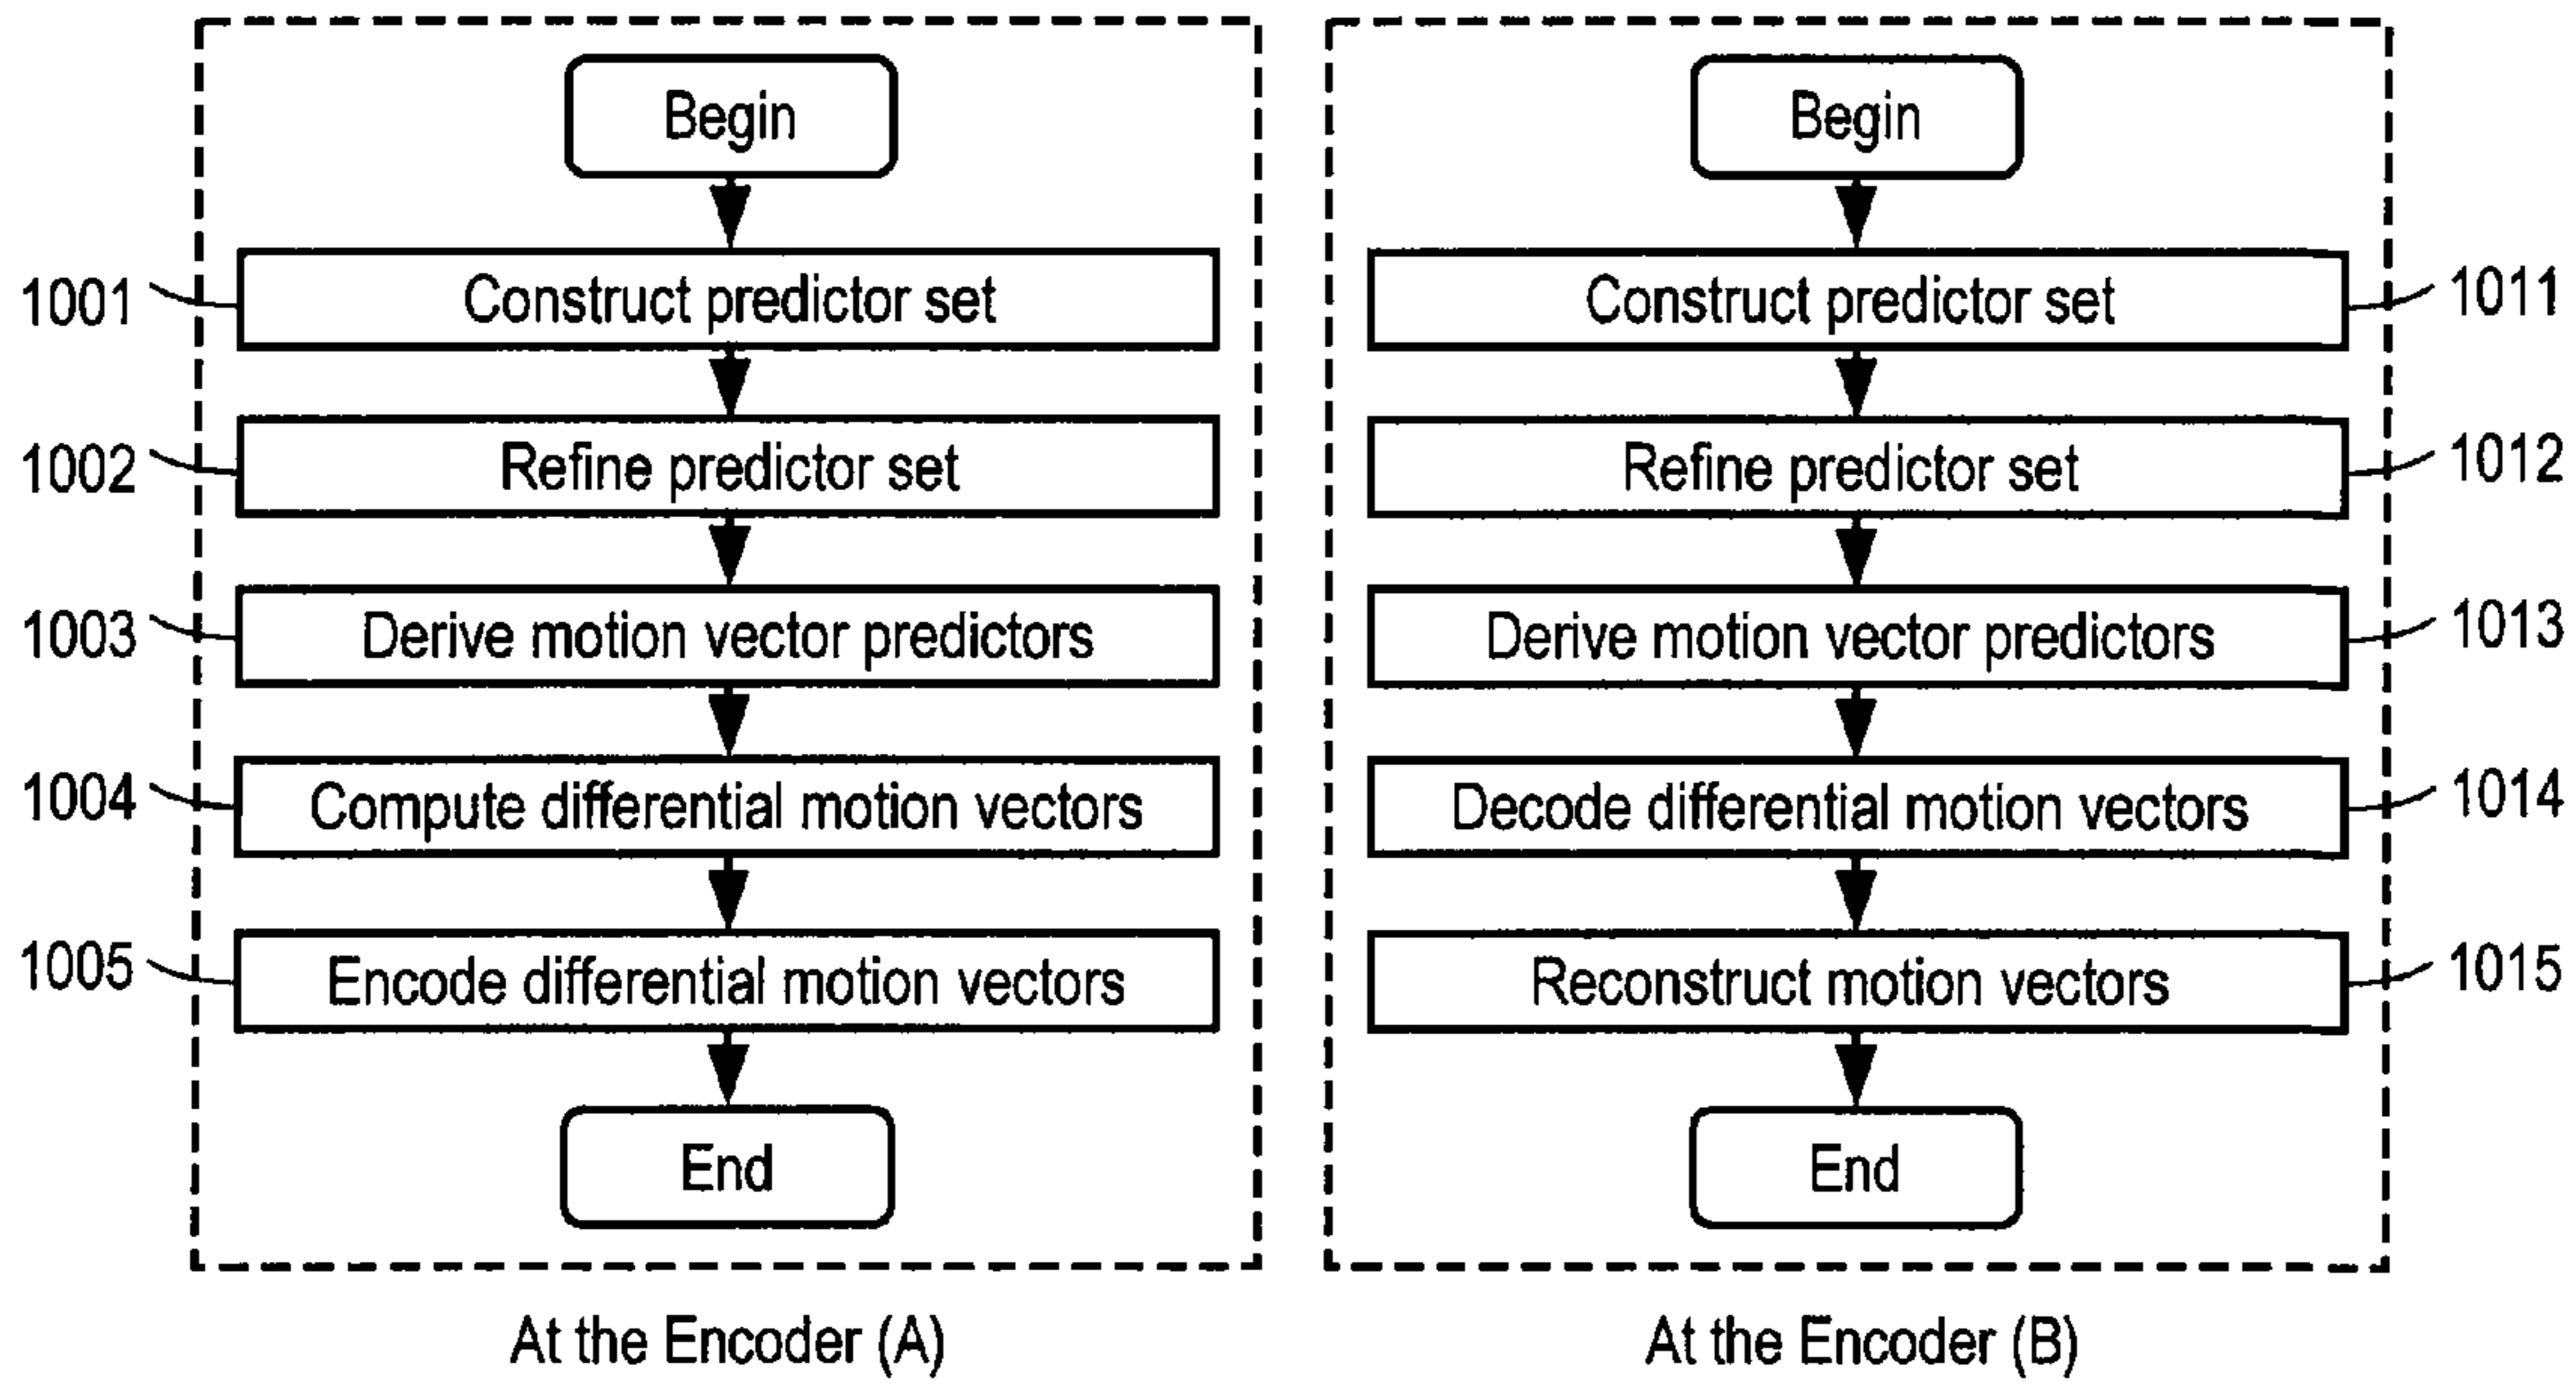 Begin
1001
Construct predictor set
1002
Refine predictor set
1003
Derive motion vector predictors
1004
Compute differential motion vectors
1005
Encode differential motion vectors
End
At the Encoder (A)
Begin
Construct predictor set
1011
Refine predictor set
1012
Derive motion vector predictors
1013
Decode differential motion vectors
1014
Reconstruct motion vectors
1015
End
At the Encoder (B)